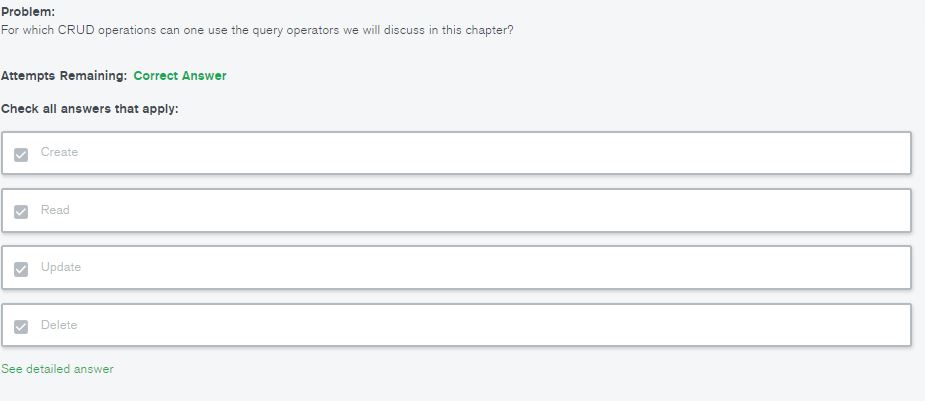 Problem:
For which CRUD operations can one use the query operators we will discuss in this chapter?
Attempts Remaining: Correct Answer
Check all answers that apply:
Create
Read
Update
Delete
See detailed answer